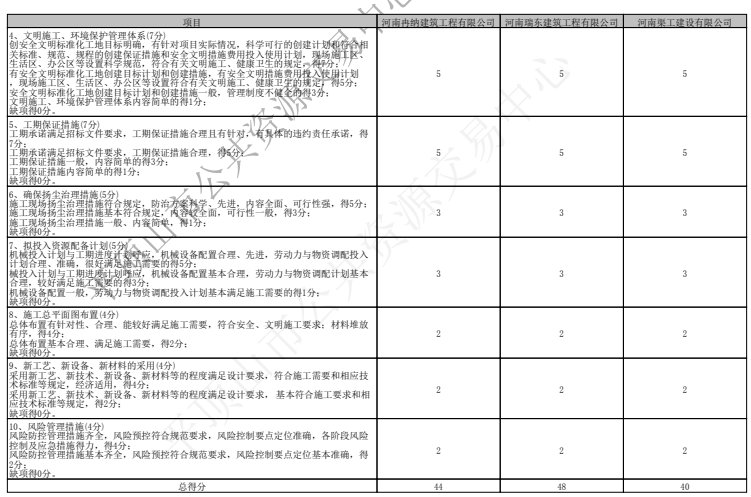 项目 河南冉纳建筑工程有限公司 河南瑞东建筑工程有限公司 河南渠工建设有限公司
4、文明施工、环境保护管理体系(7分)
创安全文明标准化工地目标明确，有针对项目实际情况，科学可行的创建计划和符合相
关标准、规范、规程的创建保证措施和安全文明措施费用投入使用计划，现场施工区、
生活区、办公区等设置科学规范，符合有关文明施工、健康卫生的规定，得7分；
有安全文明标准化工地创建目标计划和创建措施，有安全文明措施费用投入使用计划
，现场施工区、生活区、办公区等设置符合有关文明施工、健康卫生的规定，得5分；
安全文明标准化工地创建目标计划和创建措施一般，管理制度不健全的得3分；
文明施工、环境保护管理体系内容简单的得1分；
缺项得0分。
5 5 5
5、工期保证措施(7分)
工期承诺满足招标文件要求，工期保证措施合理且有针对，有具体的违约责任承诺，得
7分；
工期承诺满足招标文件要求，工期保证措施合理，得5分；
工期保证措施一般，内容简单的得3分；
工期保证措施内容简单的得1分；
缺项得0分。
5 5 5
6、确保扬尘治理措施(5分)
施工现场扬尘治理措施符合规定，防治方案科学、先进，内容全面、可行性强，得5分；
施工现场扬尘治理措施基本符合规定，内容较全面，可行性一般，得3分；
施工现场扬尘治理措施一般、内容简单，得1分；
缺项得0分。
3 3 3
7、拟投入资源配备计划(5分)
机械投入计划与工期进度计划呼应，机械设备配置合理、先进，劳动力与物资调配投入
计划合理、准确，很好满足施工需要的得5分；
械投入计划与工期进度计划呼应，机械设备配置基本合理，劳动力与物资调配计划基本
合理，较好满足施工需要的得3分；
机械设备配置一般，劳动力与物资调配投入计划基本满足施工需要的得1分；
缺项得0分。
3 3 3
8、施工总平面图布置(4分)
总体布置有针对性、合理、能较好满足施工需要，符合安全、文明施工要求；材料堆放
有序，得4分；
总体布置基本合理、满足施工需要，得2分；
缺项得0分。
2 2 2
9、新工艺、新设备、新材料的采用(4分)
采用新工艺、新技术、新设备、新材料等的程度满足设计要求，符合施工需要和相应技
术标准等规定，经济适用，得4分；
采用新工艺、新技术、新设备、新材料等的程度满足设计要求， 基本符合施工要求和相
应技术标准等规定，得2分；
缺项得0分。
2 2 2
10、风险管理措施(4分)
风险防控管理措施齐全，风险预控符合规范要求，风险控制要点定位准确，各阶段风险
控制及应急措施得力，得4分；
风险防控管理措施基本齐全，风险预控符合规范要求，风险控制要点定位基本准确，得
2分；
缺项得0分。
2 2 2
总得分 44 48 40
平顶山市公共资源交易中心
平顶山市公共资源交易中心